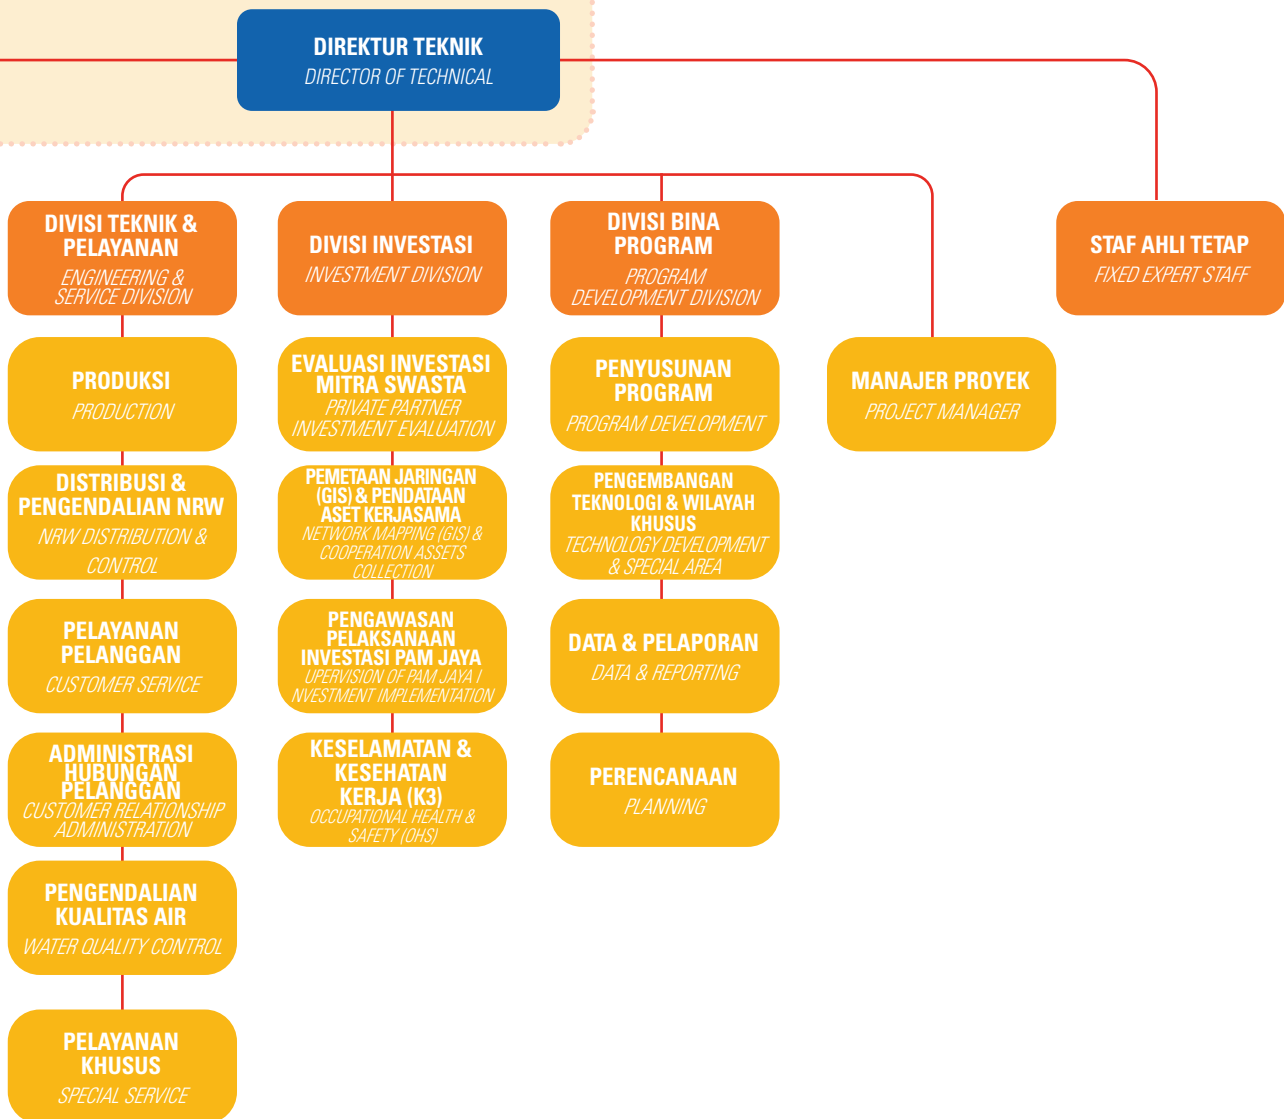 DIREKTUR TEKNIK
DIRECTOR OF TECHNICAL
DIVISI TEKNIK &
PELAYANAN
ENGINEERING &
SERVICE DIVISION
DIVISI INVESTASI
INVESTMENT DIVISION
DIVISI BINA
PROGRAM
PROGRAM
DEVELOPMENT DIVISION
STAF AHLI TETAP
FIXED EXPERT STAFF
PRODUKSI
PRODUCTION
EVALUASI INVESTASI
MITRA SWASTA
PRIVATE PARTNER
INVESTMENT EVALUATION
PENYUSUNAN
PROGRAM
PROGRAM DEVELOPMENT
MANAJER PROYEK
PROJECT MANAGER
DISTRIBUSI &
PENGENDALIAN NRW
NRW DISTRIBUTION &
CONTROL
PEMETAAN JARINGAN
(GIS) & PENDATAAN
ASET KERJASAMA
NETWORK MAPPING (GIS) &
COOPERATION ASSETS
COLLECTION
PENGEMBANGAN
TEKNOLOGI & WILAYAH
KHUSUS
TECHNOLOGY DEVELOPMENT
& SPECIAL AREA
PELAYANAN
PELANGGAN
CUSTOMER SERVICE
PENGAWASAN
PELAKSANAAN
INVESTASI PAM JAYA
UPERVISION OF PAM JAYA I
NVESTMENT IMPLEMENTATION
DATA & PELAPORAN
DATA & REPORTING
ADMINISTRASI
HUBUNGAN
PELANGGAN
CUSTOMER RELATIONSHIP
ADMINISTRATION
KESELAMATAN &
KESEHATAN
KERJA (K3)
OCCUPATIONAL HEALTH &
SAFETY (OHS)
PERENCANAAN
PLANNING
PENGENDALIAN
KUALITAS AIR
WATER QUALITY CONTROL
PELAYANAN
KHUSUS
SPECIAL SERVICE